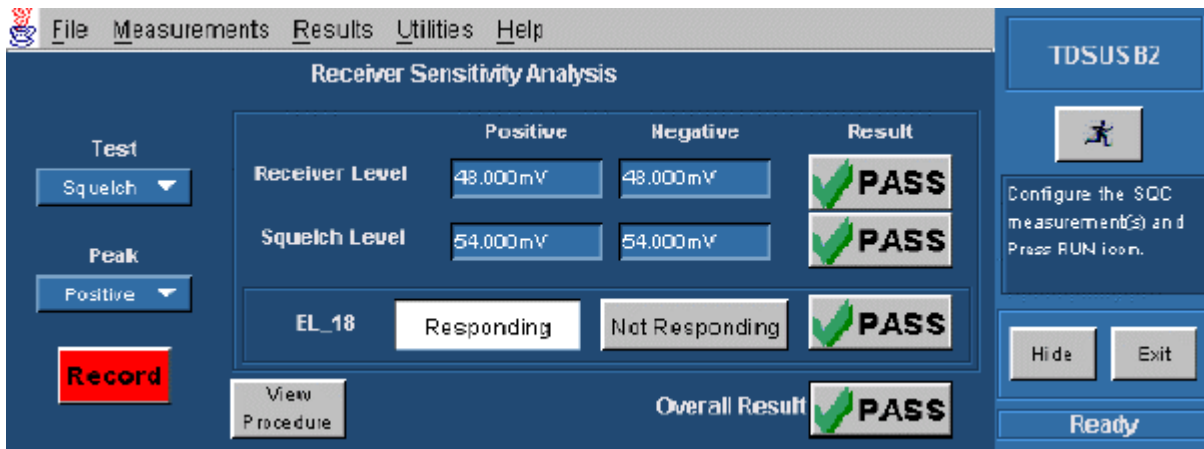 File Measurements Results Utilities Help
TDSUSB2
Receiver Sensitivity Analysis
Positive Negative Result
Test
Squelch
Receiver Level 48.000mV 48.000mV PASS
Squelch Level 54.000mV 54.000mV PASS
Peak
Positive
EL_18 Responding Not Responding PASS
Record
View
Procedure
Overall Result PASS
Configure the SQC
measurement(s) and
Press RUN icon.
Hide Exit
Ready